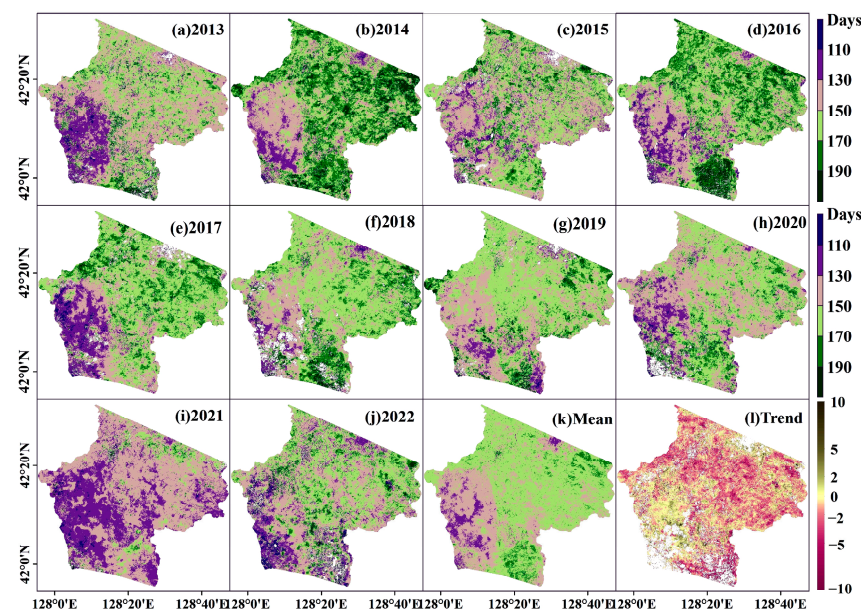 (a)2013
(b)2014
(c)2015
(d)2016
Days
110
130
150
170
190
42°20'N
42°0'N
(e)2017
(f)2018
(g)2019
(h)2020
Days
110
130
150
170
190
42°20'N
42°0'N
(i)2021
(j)2022
(k)Mean
(l)Trend
10
5
2
0
−2
−5
−10
42°20'N
42°0'N
128°0'E 128°20'E 128°40'E
128°0'E 128°20'E 128°40'E
128°0'E 128°20'E 128°40'E
128°0'E 128°20'E 128°40'E